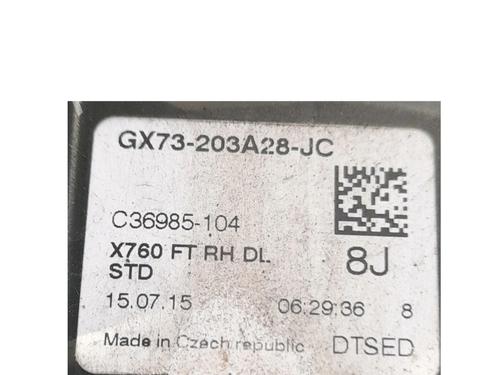 GX73-203A28-JC
C36985-104
X760 FT RH DL
STD
8J
15.07.15 06:29:36 8
Made in Czech republic DTSED